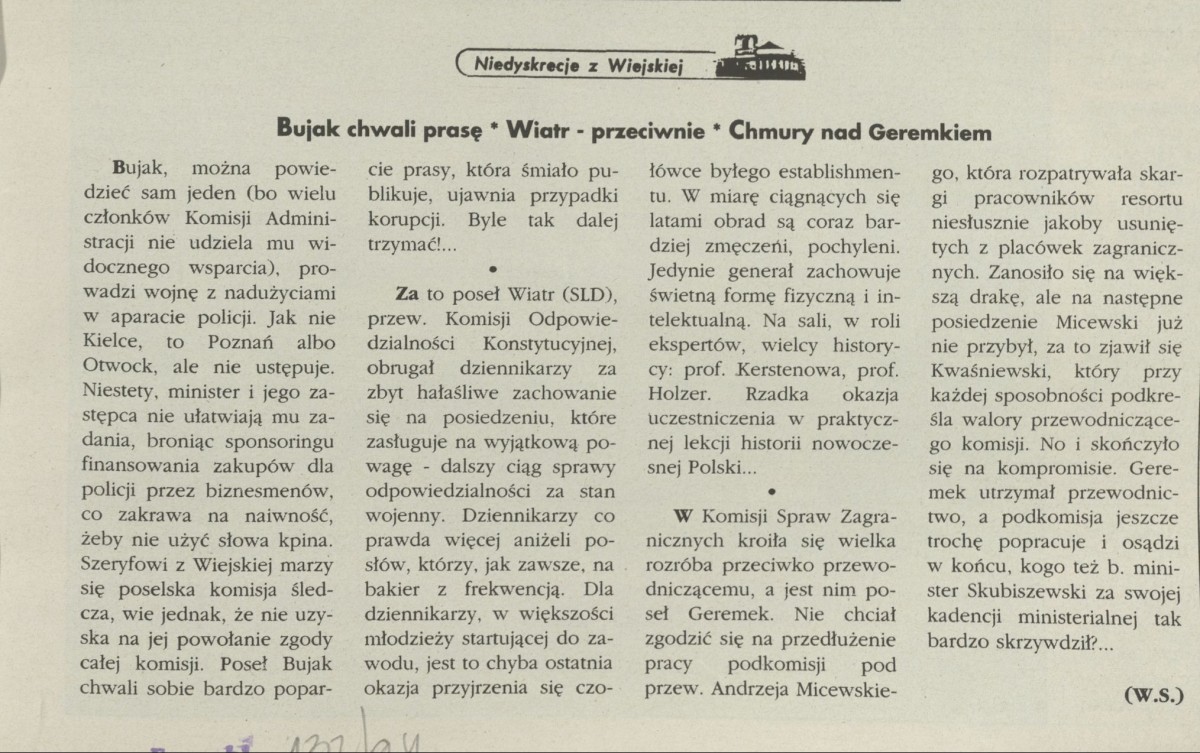 Niedyskrecje z Wiejskiej
Bujak chwali prasę * Wiatr - przeciwnie * Chmury nad Geremkiem
Bujak, można powie-
dzieć sam jeden (bo wielu
członków Komisji Admini-
stracji nie udziela mu wi-
docznego wsparcia), pro-
wadzi wojnę z nadużyciami
w aparacie policji. Jak nie
Kielce, to Poznań albo
Otwock, ale nie ustępuje.
Niestety, minister i jego za-
stępca nie ułatwiają mu za-
dania, broniąc sponsoringu
finansowania zakupów dla
policji przez biznesmenów,
co zakrawa na naiwność,
żeby nie użyć słowa kpina.
Szeryfowi z Wiejskiej marzy
się poselska komisja śled-
cza, wie jednak, że nie uzy-
ska na jej powołanie zgody
całej komisji. Poseł Bujak
chwali sobie bardzo popar-
cie prasy, która śmiało pu-
blikuje, ujawnia przypadki
korupcji. Byle tak dalej
trzymać!...
•
Za to poseł Wiatr (SLD),
przew. Komisji Odpowie-
dzialności Konstytucyjnej,
obrugał dziennikarzy za
zbyt hałaśliwe zachowanie
się na posiedzeniu, które
zasługuje na wyjątkową po-
wagę - dalszy ciąg sprawy
odpowiedzialności za stan
wojenny. Dziennikarzy co
prawda więcej aniżeli po-
słów, którzy, jak zawsze, na
bakier z frekwencją. Dla
dziennikarzy, w większości
młodzieży startującej do za-
wodu, jest to chyba ostatnia
okazja przyjrzenia się czo-
łówce byłego establishmen-
tu. W miarę ciągnących się
latami obrad są coraz bar-
dziej zmęczeńi, pochyleni.
Jedynie generał zachowuje
świetną formę fizyczną i in-
telektualną. Na sali, w roli
ekspertów, wielcy history-
cy: prof. Kerstenowa, prof.
Holzer. Rzadka okazja
uczestniczenia w praktycz-
nej lekcji historii nowocze-
snej Polski...
•
W Komisji Spraw Zagra-
nicznych kroiła się wielka
rozróba przeciwko przewo-
dniczącemu, a jest nim po-
seł Geremek. Nie chciał
zgodzić się na przedłużenie
pracy podkomisji pod
przew. Andrzeja Micewskie-
go, która rozpatrywała skar-
gi pracowników resortu
niesłusznie jakoby usunię-
tych z placówek zagranicz-
nych. Zanosiło się na więk-
szą drakę, ale na następne
posiedzenie Micewski już
nie przybył, za to zjawił się
Kwaśniewski, który przy
każdej sposobności podkre-
śla walory przewodniczące-
go komisji. No i skończyło
się na kompromisie. Gere-
mek utrzymał przewodnic-
two, a podkomisja jeszcze
trochę popracuje i osądzi
w końcu, kogo też b. mini-
ster Skubiszewski za swojej
kadencji ministerialnej tak
bardzo skrzywdził?...
(W.S.)